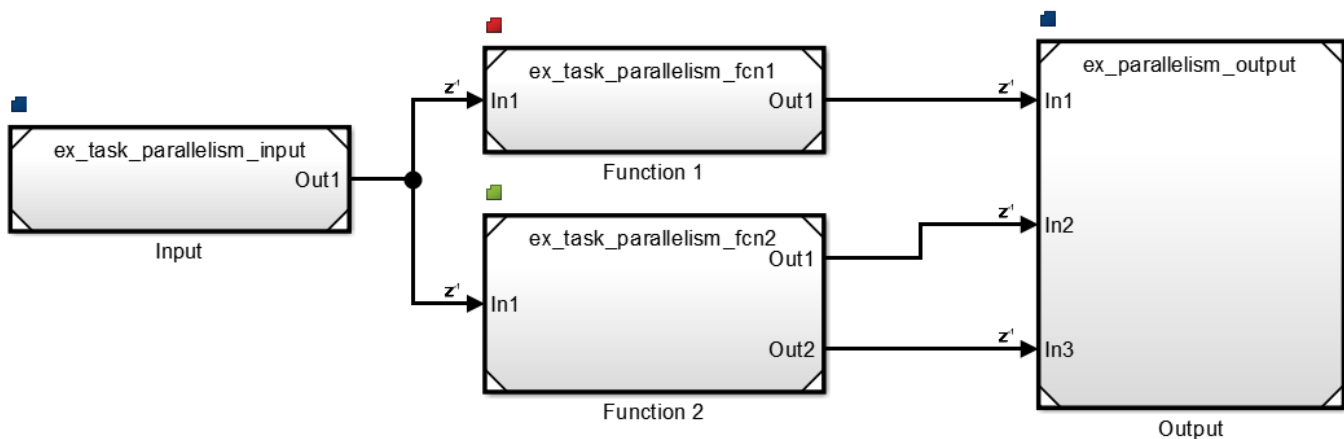 ex_task_parallelism_input
Out1
Input
z⁻¹
ex_task_parallelism_fcn1
In1
Out1
Function 1
z⁻¹
ex_task_parallelism_fcn2
In1
Out1
Out2
Function 2
z⁻¹
z⁻¹
z⁻¹
ex_parallelism_output
In1
In2
In3
Output